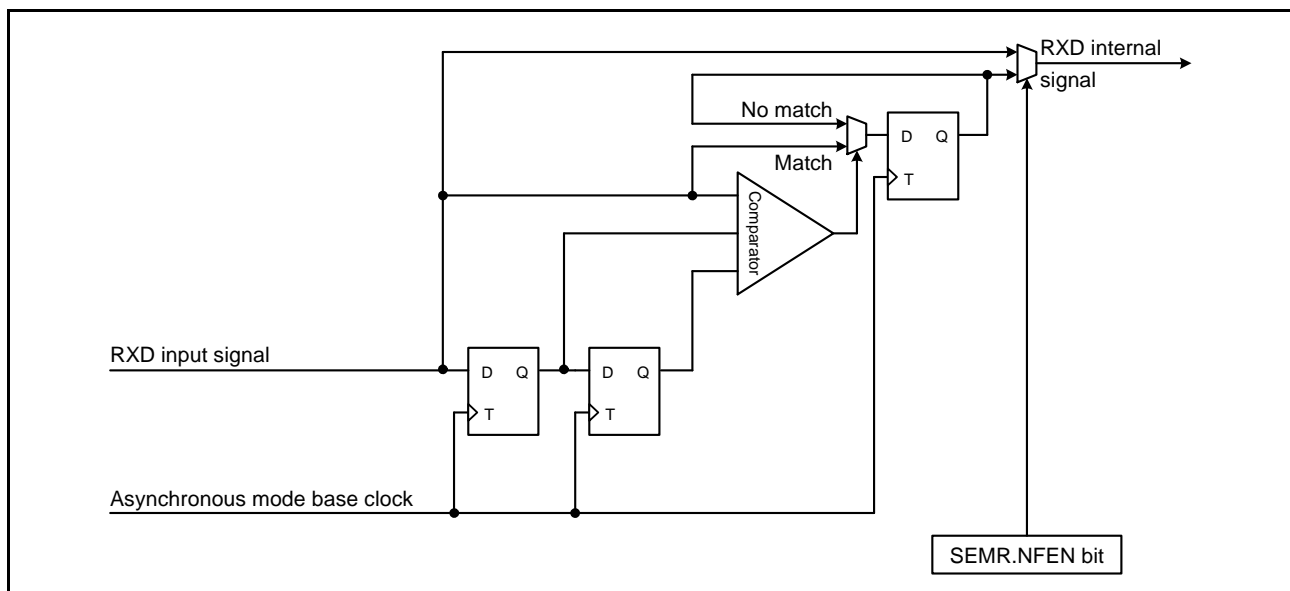 RXD internal
signal
No match
D Q
T
Match
Comparator
RXD input signal
D Q
T
D Q
T
Asynchronous mode base clock
SEMR.NFEN bit